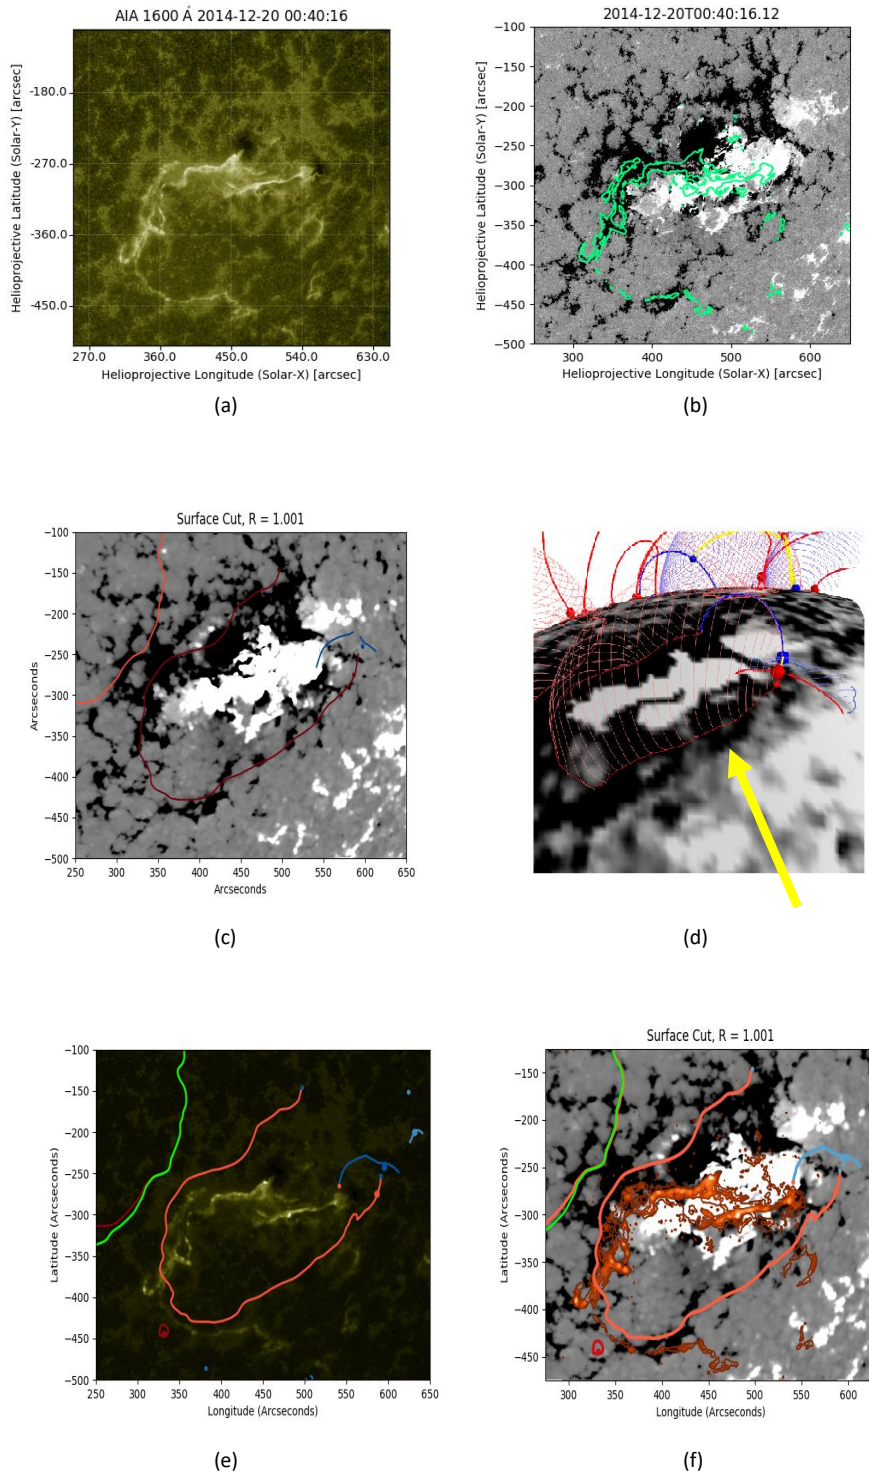 AIA 1600 Å 2014-12-20 00:40:16
Helioprojective Latitude (Solar-Y) [arcsec]
-180.0
-270.0
-360.0
-450.0
270.0 360.0 450.0 540.0 630.0
Helioprojective Longitude (Solar-X) [arcsec]
(a)
2014-12-20T00:40:16.12
Helioprojective Latitude (Solar-Y) [arcsec]
−100
−150
−200
−250
−300
−350
−400
−450
−500
300 400 500 600
Helioprojective Longitude (Solar-X) [arcsec]
(b)
Surface Cut, R = 1.001
Arcseconds
−100
−150
−200
−250
−300
−350
−400
−450
−500
250 300 350 400 450 500 550 600 650
Arcseconds
(c)
(d)
Latitude (Arcseconds)
−100
−150
−200
−250
−300
−350
−400
−450
−500
250 300 350 400 450 500 550 600 650
Longitude (Arcseconds)
(e)
Surface Cut, R = 1.001
Latitude (Arcseconds)
−150
−200
−250
−300
−350
−400
−450
300 350 400 450 500 550 600
Longitude (Arcseconds)
(f)